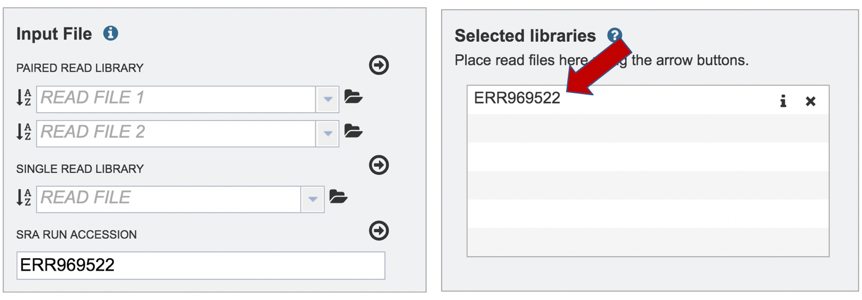 Input File
PAIRED READ LIBRARY
READ FILE 1
READ FILE 2
SINGLE READ LIBRARY
READ FILE
SRA RUN ACCESSION
ERR969522
Selected libraries
Place read files here the arrow buttons.
ERR969522